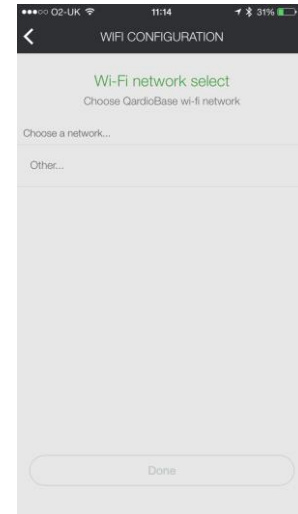 O2-UK 11:14 31%
WIFI CONFIGURATION
Wi-Fi network select
Choose QardioBase wi-fi network
Choose a network...
Other...
Done